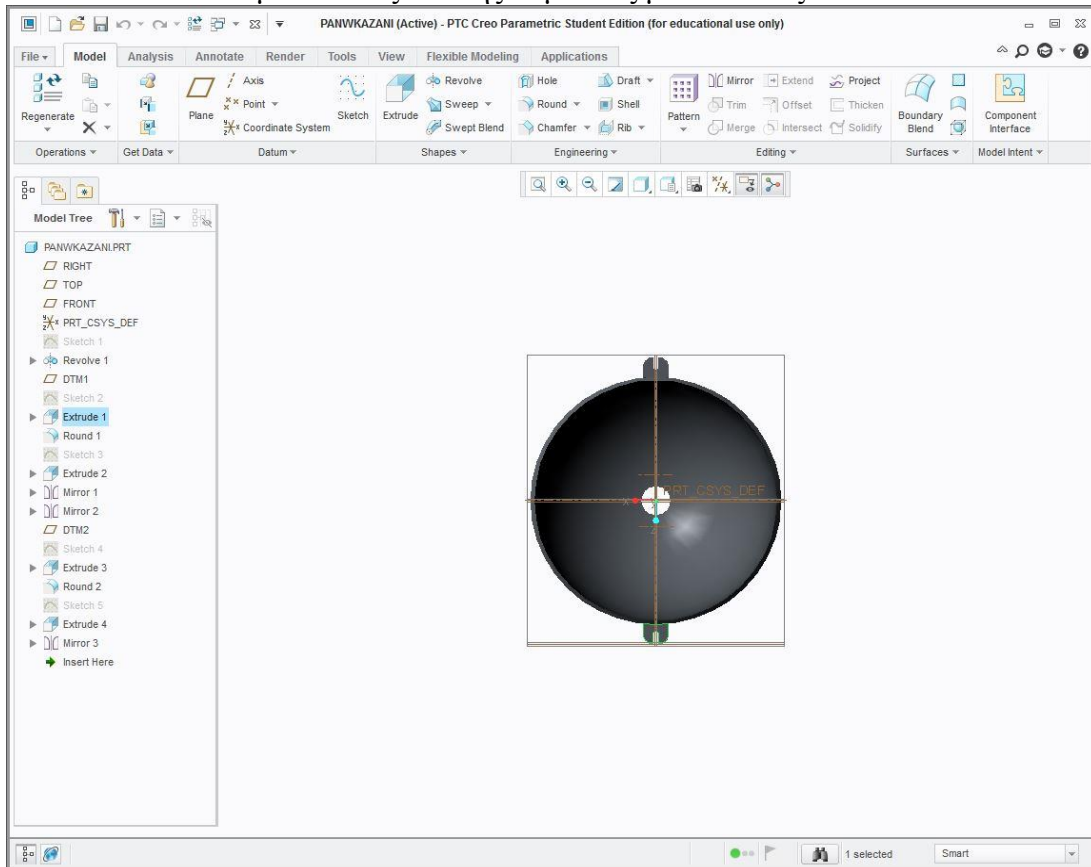 PANWKAZANI (Active) - PTC Creo Parametric Student Edition (for educational use only)
File Model Analysis Annotate Render Tools View Flexible Modeling Applications
Regenerate
Operations
Get Data
Plane
Axis
Point
Coordinate System
Sketch
Datum
Extrude
Revolve
Sweep
Swept Blend
Shapes
Hole
Round
Chamfer
Draft
Shell
Rib
Engineering
Pattern
Mirror
Extend
Project
Trim
Offset
Thicken
Merge
Intersect
Solidify
Editing
Boundary
Blend
Surfaces
Component
Interface
Model Intent
Model Tree
PANWKAZANI.PRT
RIGHT
TOP
FRONT
PRT_CSYS_DEF
Sketch 1
Revolve 1
DTM1
Sketch 2
Extrude 1
Round 1
Sketch 3
Extrude 2
Mirror 1
Mirror 2
DTM2
Sketch 4
Extrude 3
Round 2
Sketch 5
Extrude 4
Mirror 3
Insert Here
PRT_CSYS_DEF
X
Z
1 selected
Smart